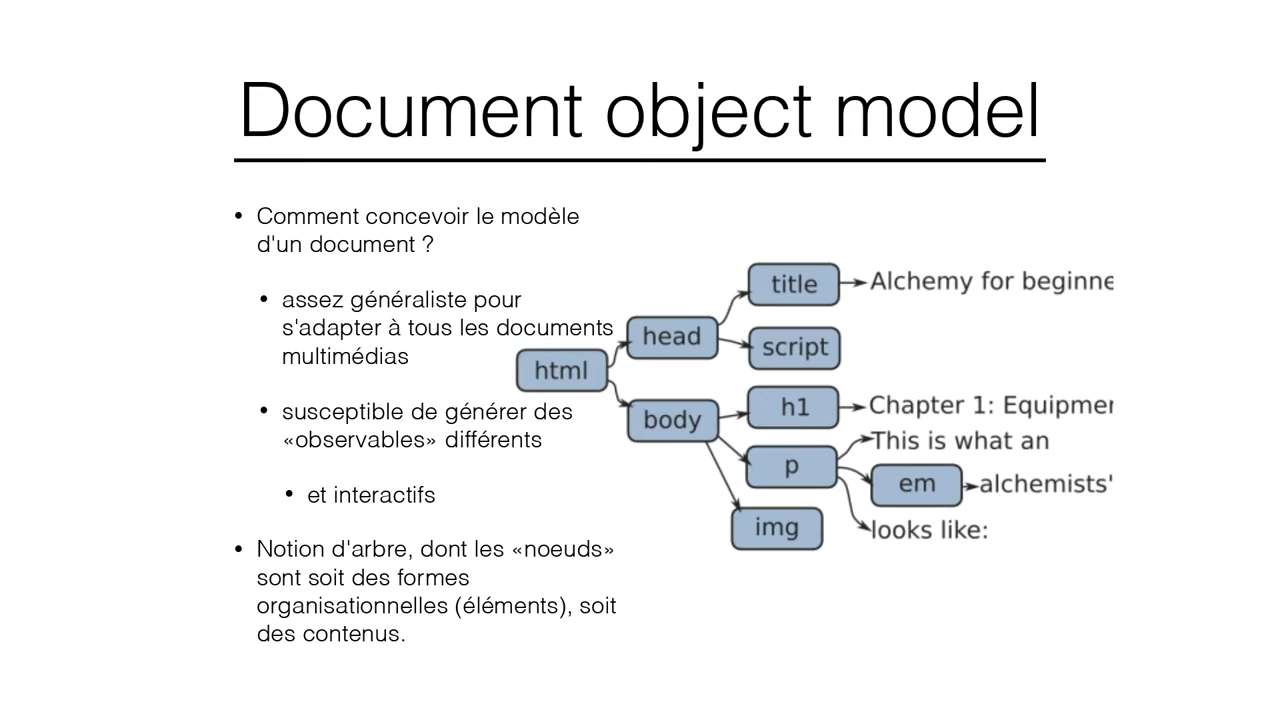 Document object model
• Comment concevoir le modèle
d'un document ?
• assez généraliste pour
s'adapter à tous les documents
multimédias
• susceptible de générer des
«observables» différents
• et interactifs
• Notion d'arbre, dont les «noeuds»
sont soit des formes
organisationnelles (éléments), soit
des contenus.
html
head
title
Alchemy for beginne
script
body
h1
Chapter 1: Equipmen
p
This is what an
em
alchemists'
looks like:
img